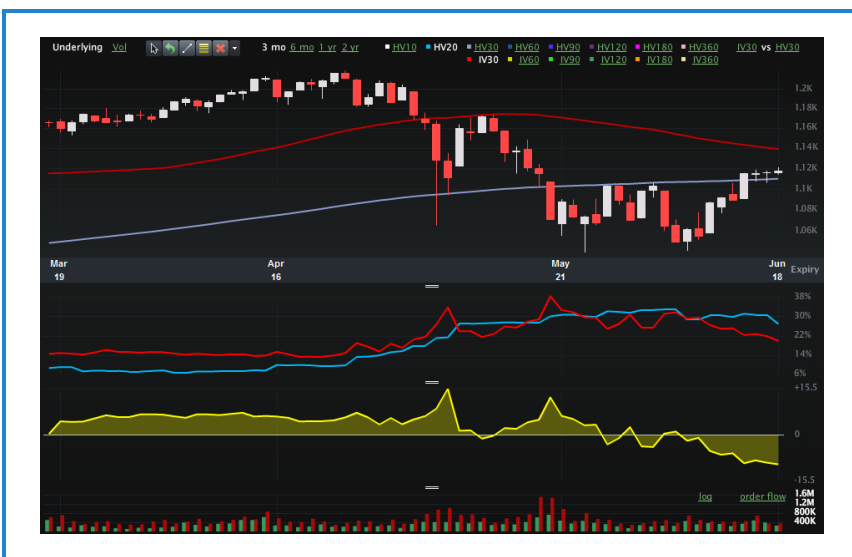 Underlying Vol 3 mo 6 mo 1 yr 2 yr HV10 HV20 HV30 HV60 HV90 HV120 HV180 HV360 IV30 vs HV30
IV30 IV60 IV90 IV120 IV180 IV360
1.2K
1.18K
1.16K
1.14K
1.12K
1.1K
1.08K
1.06K
Mar Apr May Jun
19 16 21 18
Expiry
38%
30%
22%
14%
6%
+15.5
0
-15.5
log order flow
1.6M
1.2M
800K
400K